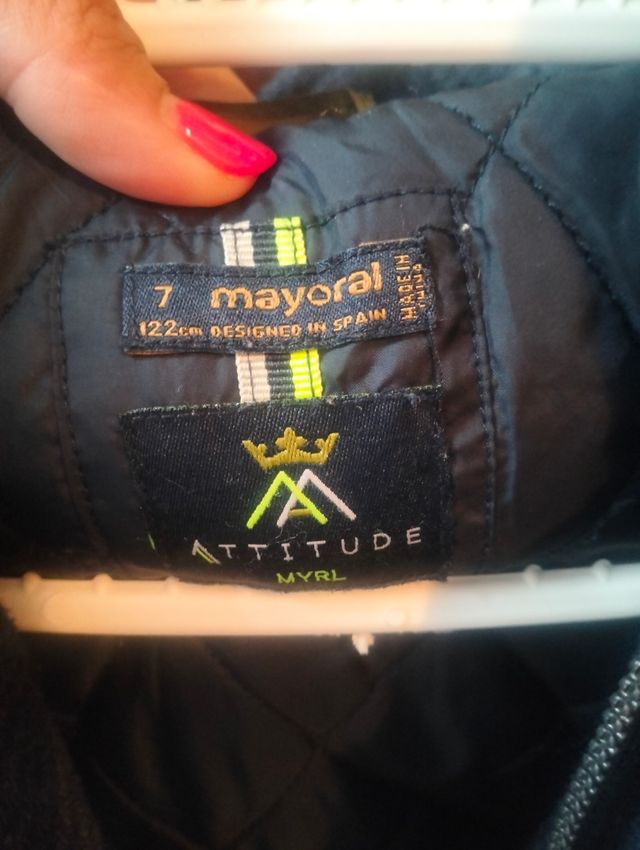 7 mayoral
122cm DESIGNED IN SPAIN
MADE IN
ATTITUDE
MYRL